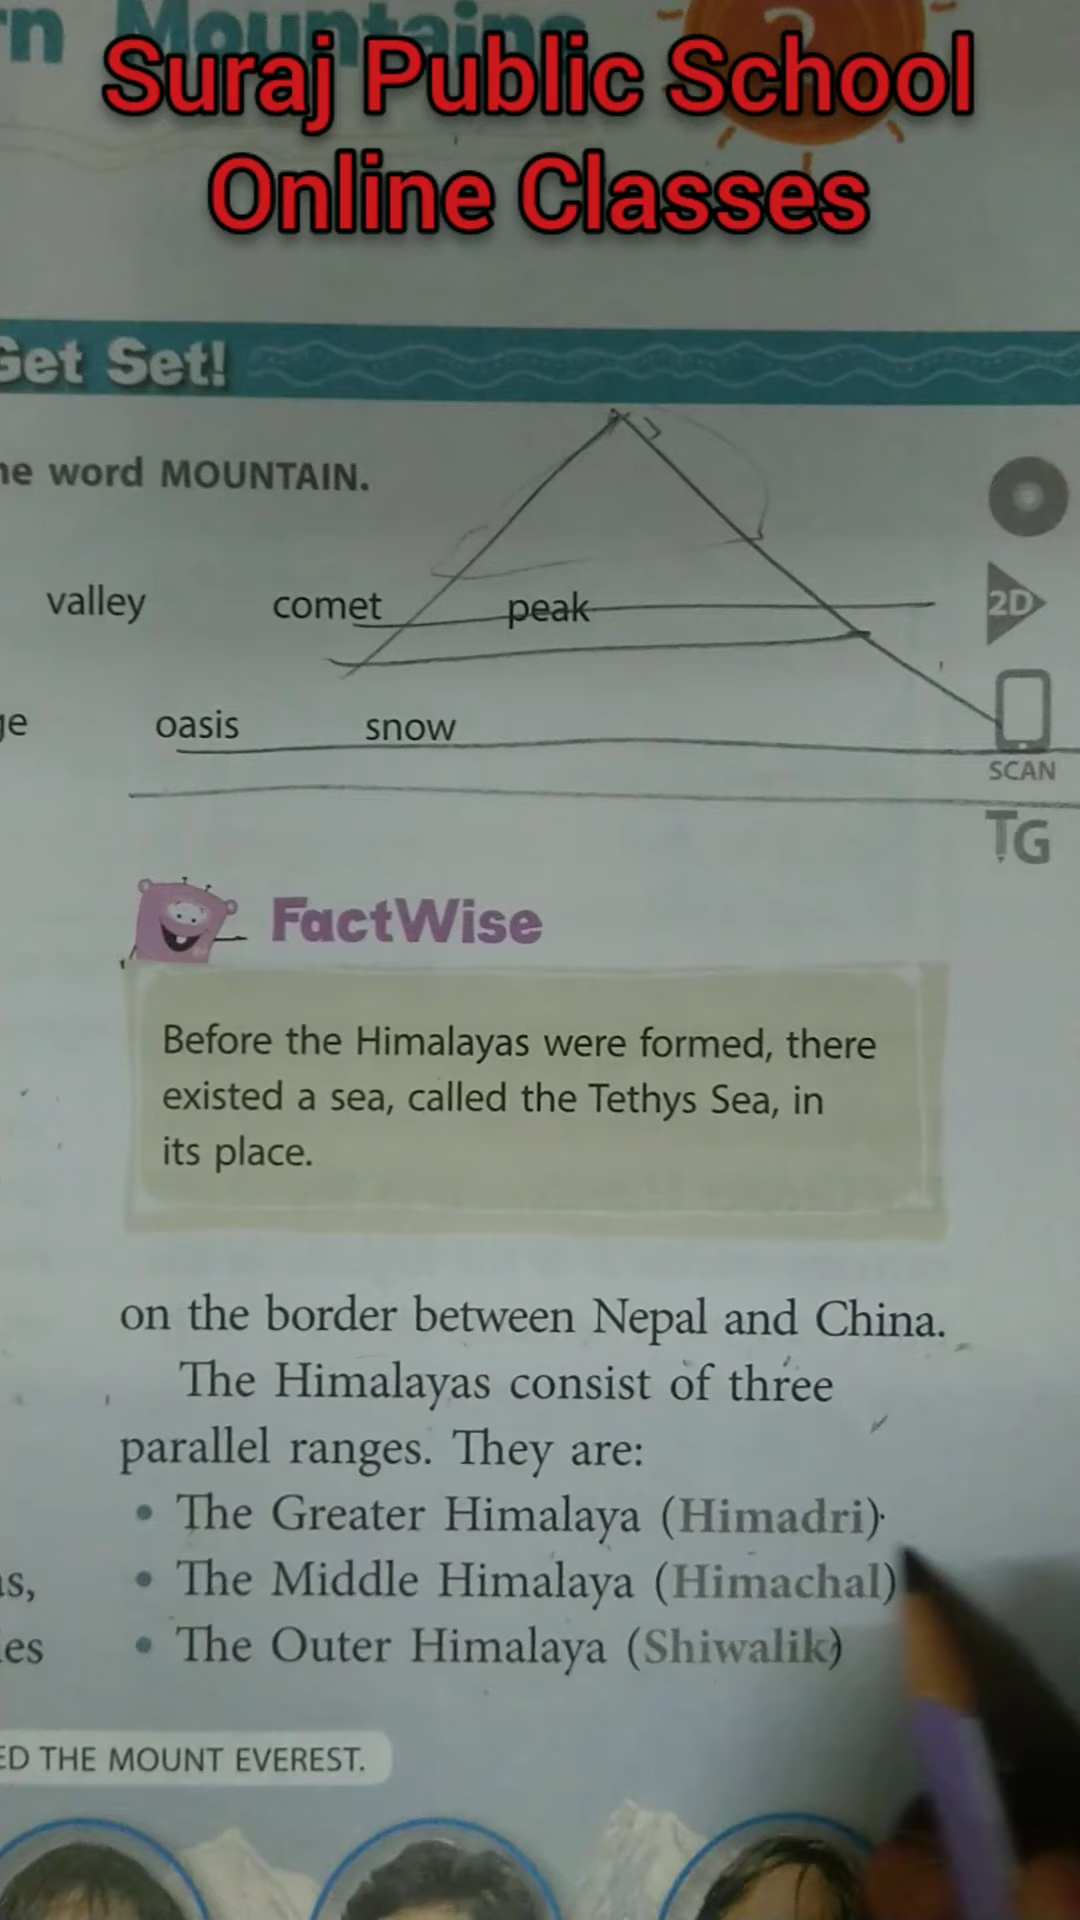 Mountains
Suraj Public School
Online Classes
Get Set!
word MOUNTAIN.
valley comet peak
2D
oasis snow
SCAN
TG
FactWise
Before the Himalayas were formed, there
existed a sea, called the Tethys Sea, in
its place.
on the border between Nepal and China.
The Himalayas consist of three
parallel ranges. They are:
• The Greater Himalaya (Himadri)
• The Middle Himalaya (Himachal)
• The Outer Himalaya (Shiwalik)
THE MOUNT EVEREST.